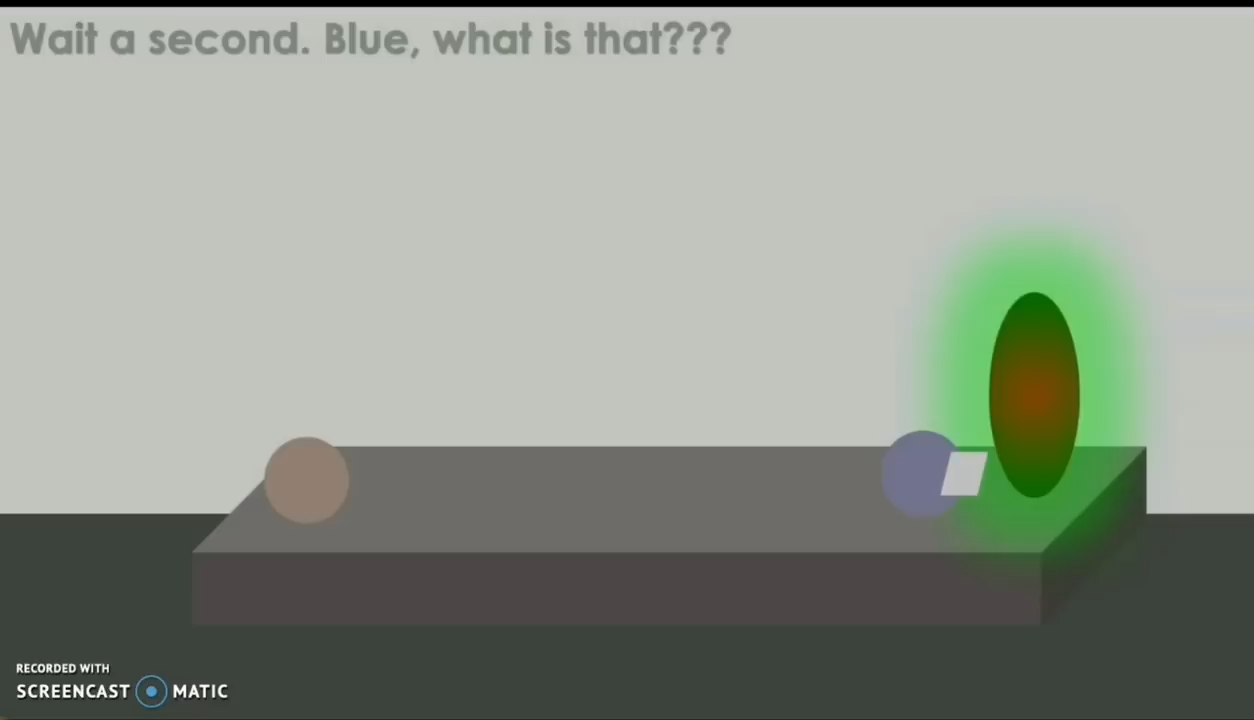 Wait a second. Blue, what is that???
RECORDED WITH
SCREENCAST MATIC